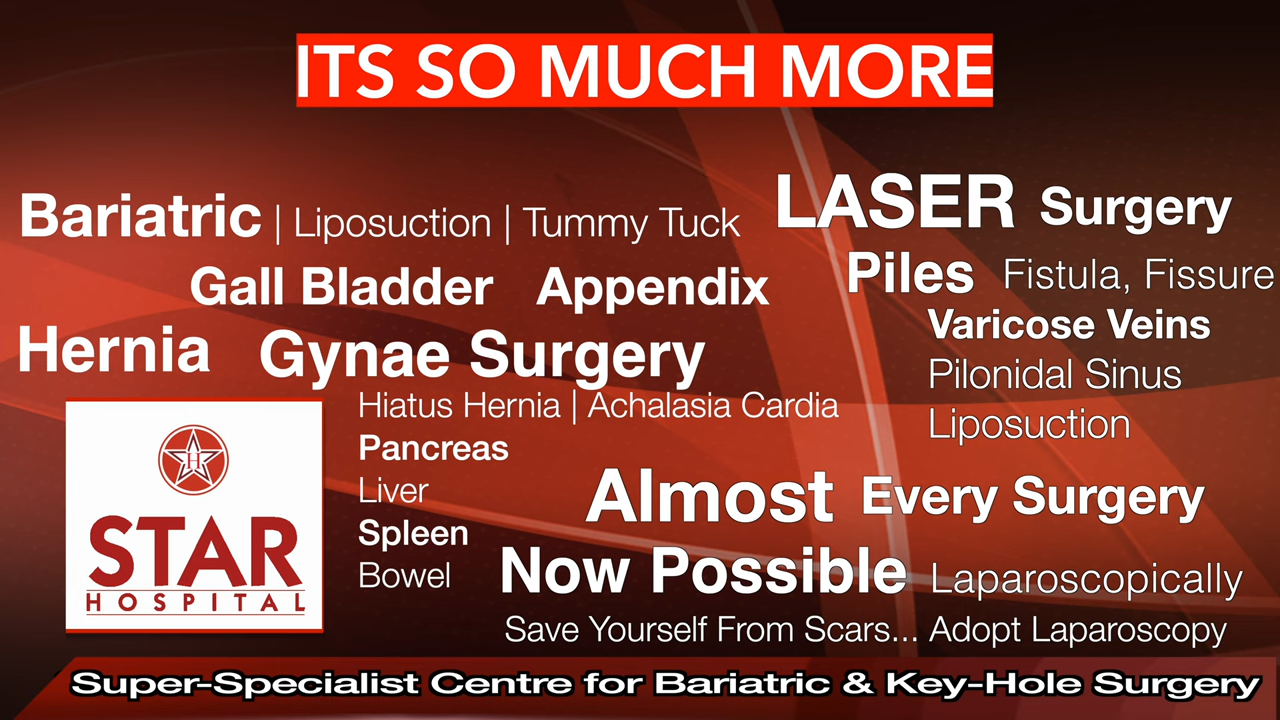 ITS SO MUCH MORE
Bariatric | Liposuction | Tummy Tuck
Gall Bladder Appendix
Hernia Gynae Surgery
Hiatus Hernia | Achalasia Cardia
Pancreas
Liver
Spleen
Bowel
LASER Surgery
Piles Fistula, Fissure
Varicose Veins
Pilonidal Sinus
Liposuction
Almost Every Surgery
Now Possible Laparoscopically
Save Yourself From Scars... Adopt Laparoscopy
H
STAR
HOSPITAL
Super-Specialist Centre for Bariatric & Key-Hole Surgery